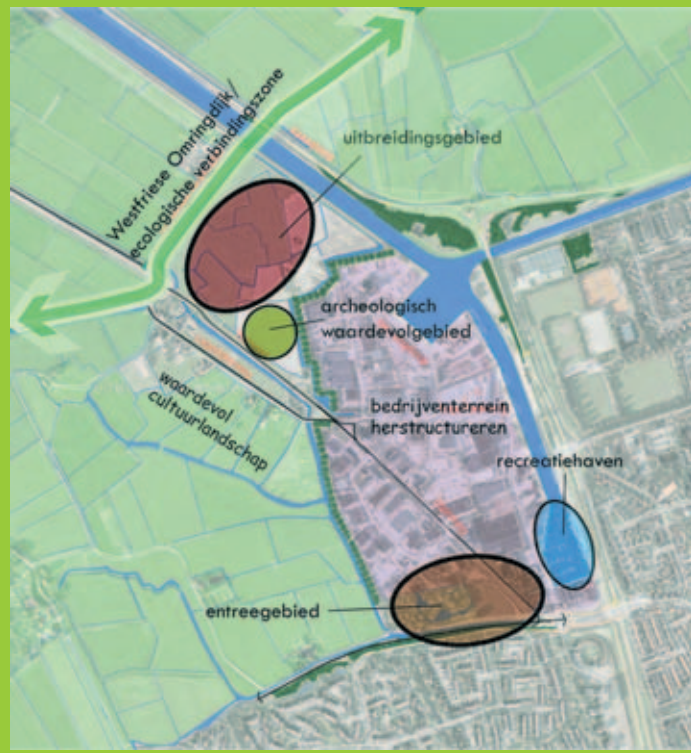 Westfriese Omringdijk/
ecologische verbindingszone
uitbreidingsgebied
archeologisch
waardevolgebied
waardevol
cultuurlandschap
bedrijventerrein
herstructureren
recreatiehaven
entreegebied